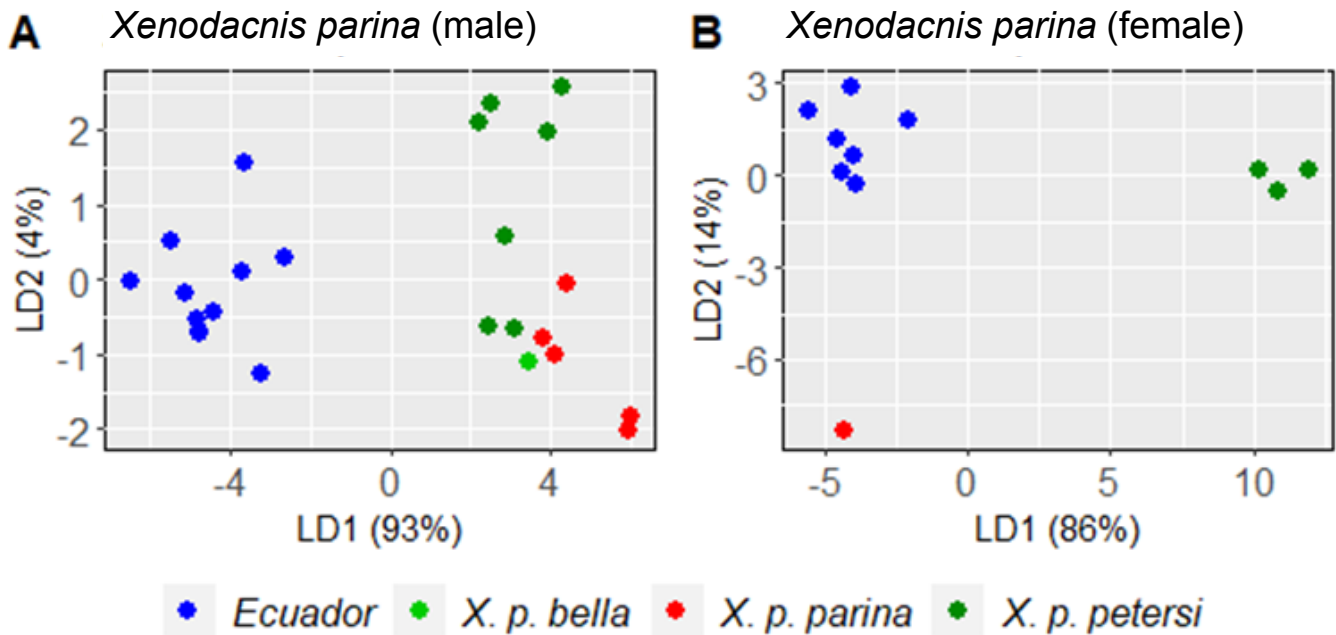 A Xenodacnis parina (male)
2
1
0
-1
-2
LD2 (4%)
-4 0 4
LD1 (93%)
B Xenodacnis parina (female)
3
0
-3
-6
LD2 (14%)
-5 0 5 10
LD1 (86%)
Ecuador X. p. bella X. p. parina X. p. petersi